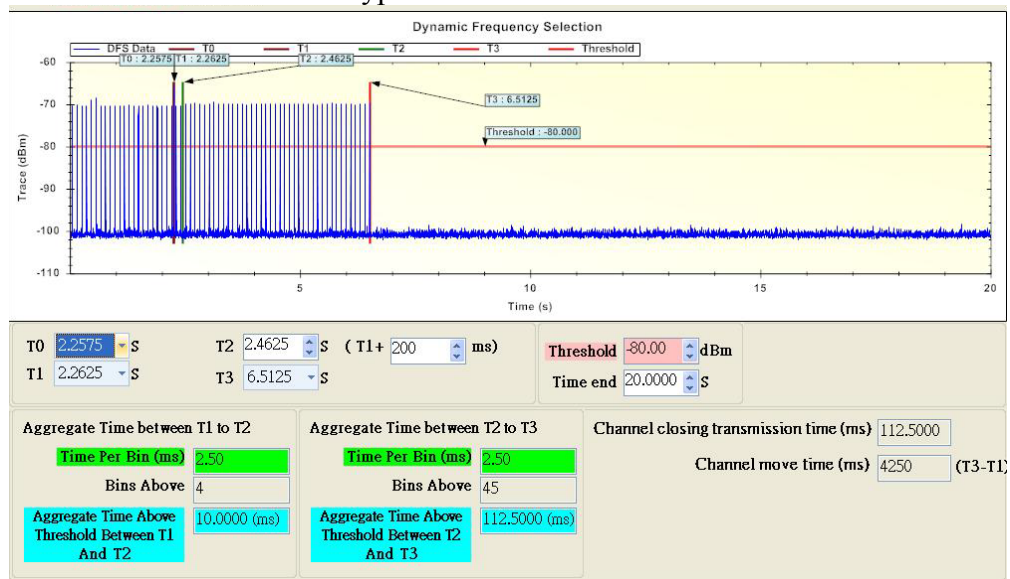 Dynamic Frequency Selection
DFS Data T0 T1 T2 T3 Threshold
T0 : 2.2575 T1 : 2.2625 T2 : 2.4625
T3 : 6.5125
Threshold : -80.000
Trace (dBm)
-60
-70
-80
-90
-100
-110
5 10 15 20
Time (s)
T0 2.2575 S T2 2.4625 S ( T1+ 200 ms) Threshold -80.00 dBm
T1 2.2625 S T3 6.5125 S Time end 20.0000 S
Aggregate Time between T1 to T2
Time Per Bin (ms) 2.50
Bins Above 4
Aggregate Time Above
Threshold Between T1
And T2
10.0000 (ms)
Aggregate Time between T2 to T3
Time Per Bin (ms) 2.50
Bins Above 45
Aggregate Time Above
Threshold Between T2
And T3
112.5000 (ms)
Channel closing transmission time (ms) 112.5000
Channel move time (ms) 4250 (T3-T1)